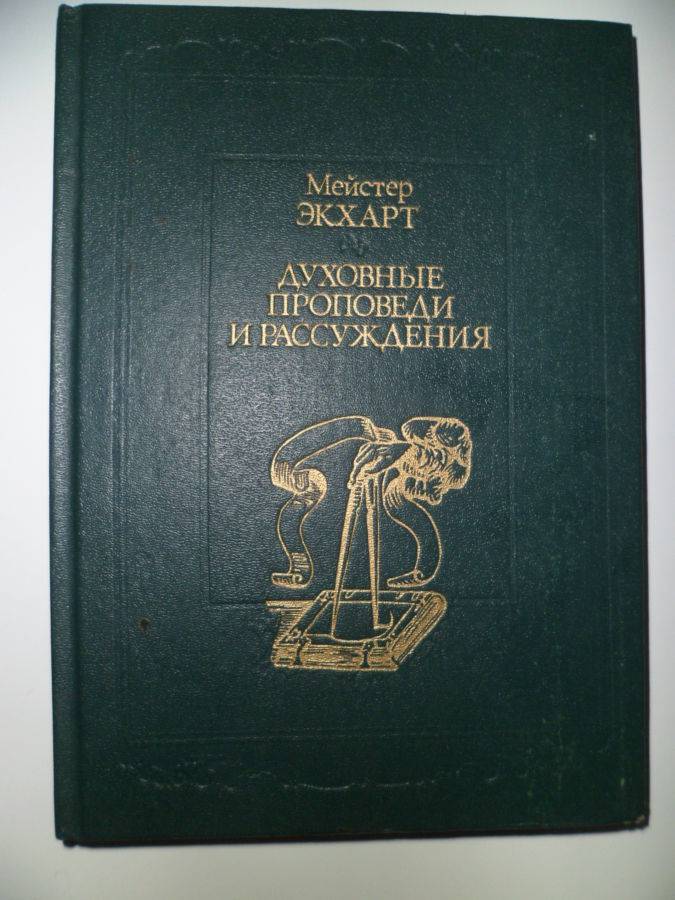 Мейстер
ЭКХАРТ
ДУХОВНЫЕ
ПРОПОВЕДИ
И РАССУЖДЕНИЯ